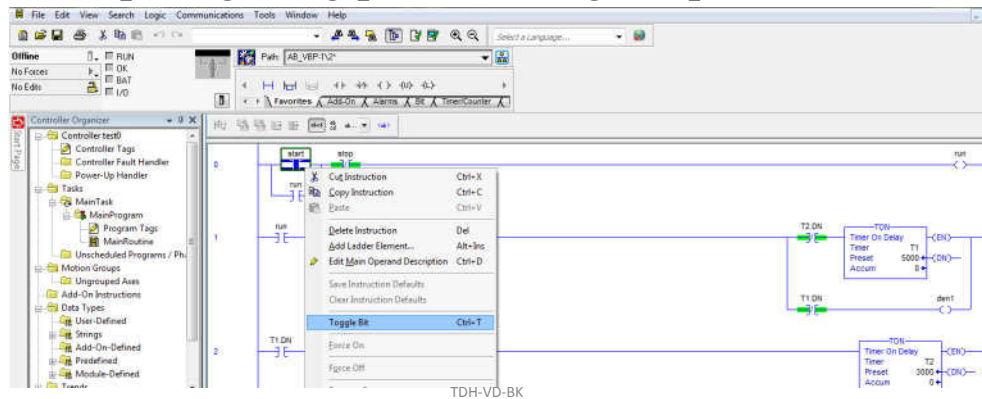 File Edit View Search Logic Communications Tools Window Help
Select a Language...
Offline
RUN
No Forces
OK
BAT
No Edits
I/O
Path: AB_VBP-1\2*
Favorites Add-On Alarms Bit Timer/Counter
Start Page
Controller Organizer
Controller test0
Controller Tags
Controller Fault Handler
Power-Up Handler
Tasks
MainTask
MainProgram
Program Tags
MainRoutine
Unscheduled Programs / Ph
Motion Groups
Ungrouped Axes
Add-On Instructions
Data Types
User-Defined
Strings
Add-On-Defined
Predefined
Module-Defined
Trends
0
start
stop
run
run
Cut Instruction Ctrl+X
Copy Instruction Ctrl+C
Paste Ctrl+V
Delete Instruction Del
Add Ladder Element... Alt+Ins
Edit Main Operand Description Ctrl+D
Save Instruction Defaults
Clear Instruction Defaults
Toggle Bit Ctrl+T
Force On
Force Off
1
run
T2.DN
TON
Timer On Delay
EN
Timer T1
Preset 5000
DN
Accum 0
T1.DN
den1
2
T1.DN
TON
Timer On Delay
EN
Timer T2
Preset 3000
DN
Accum 0
TDH-VD-BK